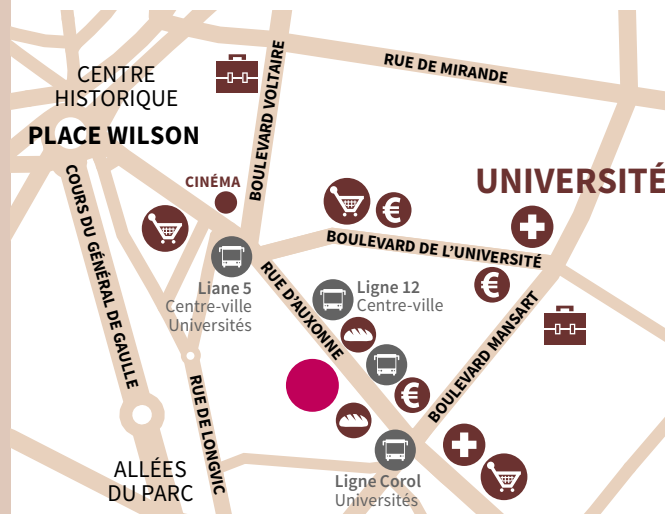 CENTRE
HISTORIQUE
PLACE WILSON
RUE DE MIRANDE
BOULEVARD VOLTAIRE
CINÉMA
UNIVERSITÉ
COURS DU GÉNÉRAL DE GAULLE
BOULEVARD DE L'UNIVERSITÉ
Liane 5
Centre-ville
Universités
RUE D'AUXONNE
Ligne 12
Centre-ville
BOULEVARD MANSART
RUE DE LONGVIC
ALLÉES
DU PARC
Ligne Corol
Universités